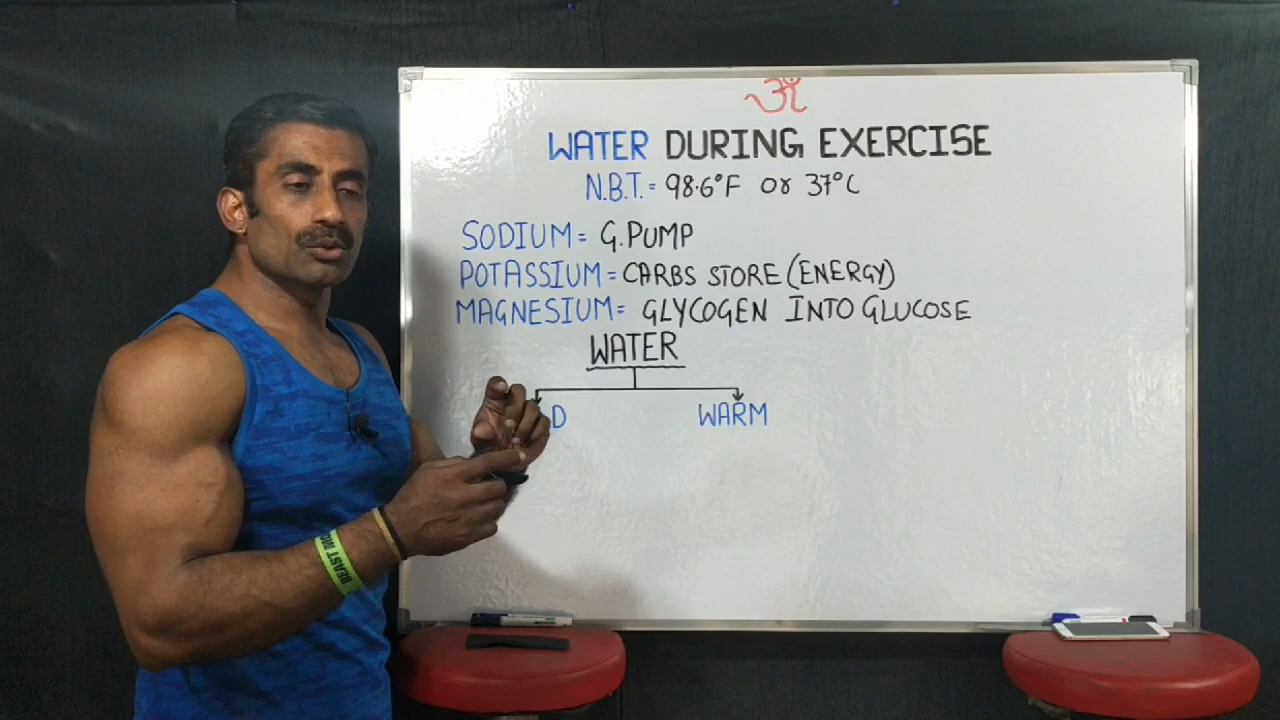 ॐ
WATER DURING EXERCISE
N.B.T. = 98.6°F or 37°C
SODIUM = G.PUMP
POTASSIUM = CARBS STORE (ENERGY)
MAGNESIUM = GLYCOGEN INTO GLUCOSE
WATER
WARM
BEAST